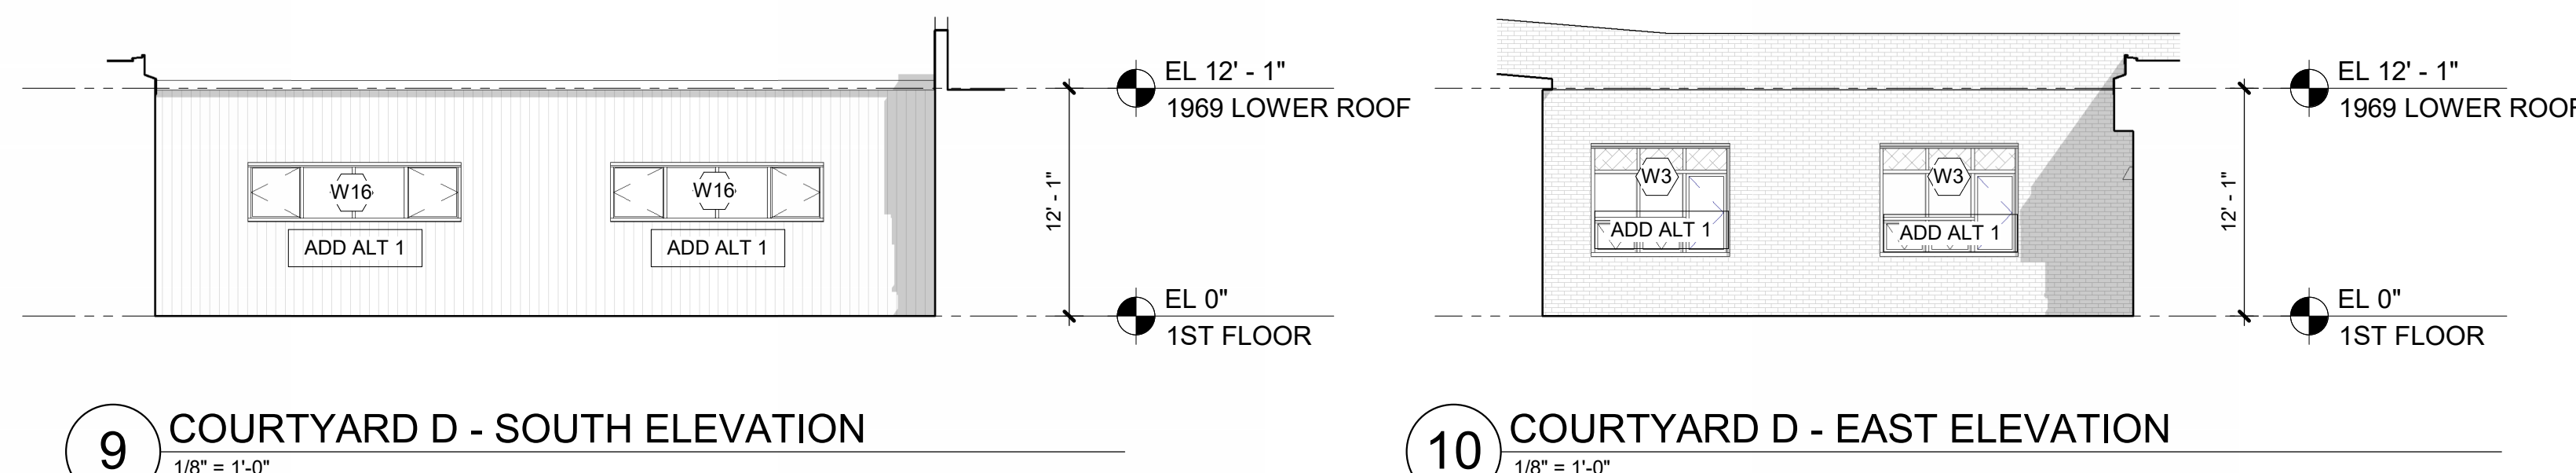 EL 12' - 1"
1969 LOWER ROOF
W16
W16
ADD ALT 1
ADD ALT 1
12' - 1"
EL 0"
1ST FLOOR
9
COURTYARD D - SOUTH ELEVATION
1/8" = 1'-0"
EL 12' - 1"
1969 LOWER ROOF
W3
W3
ADD ALT 1
ADD ALT 1
12' - 1"
EL 0"
1ST FLOOR
10
COURTYARD D - EAST ELEVATION
1/8" = 1'-0"